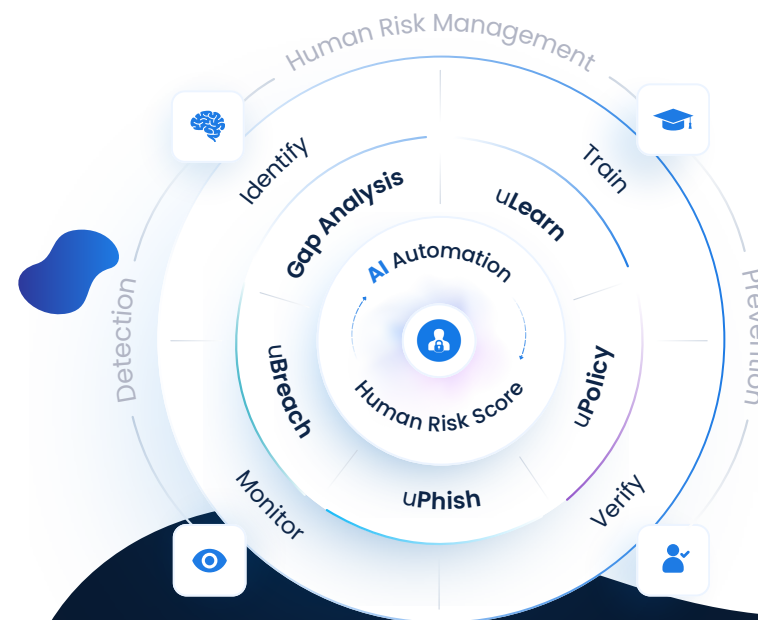 Human Risk Management
Identify
Train
Gap Analysis
uLearn
AI Automation
Detection
Prevention
uBreach
uPolicy
Human Risk Score
uPhish
Monitor
Verify